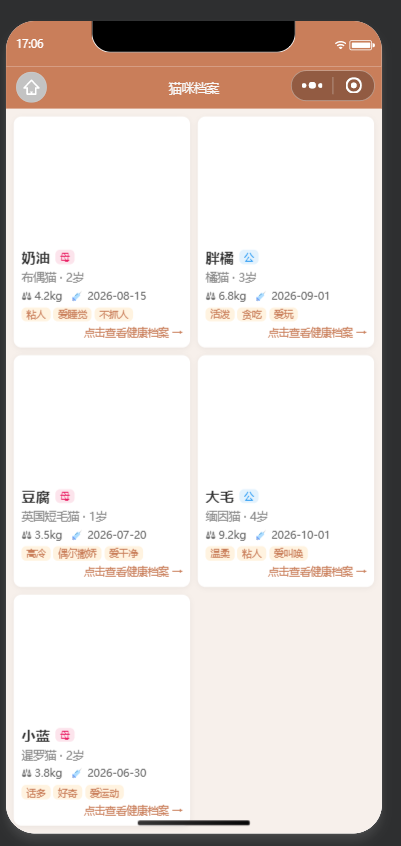 17:06
猫咪档案
奶油 母
布偶猫 · 2岁
4.2kg 2026-08-15
粘人 爱睡觉 不抓人
点击查看健康档案 →
胖橘 公
橘猫 · 3岁
6.8kg 2026-09-01
活泼 贪吃 爱玩
点击查看健康档案 →
豆腐 母
英国短毛猫 · 1岁
3.5kg 2026-07-20
高冷 偶尔撒娇 爱干净
点击查看健康档案 →
大毛 公
缅因猫 · 4岁
9.2kg 2026-10-01
温柔 粘人 爱叫唤
点击查看健康档案 →
小蓝 母
暹罗猫 · 2岁
3.8kg 2026-06-30
话多 好奇 爱运动
点击查看健康档案 →